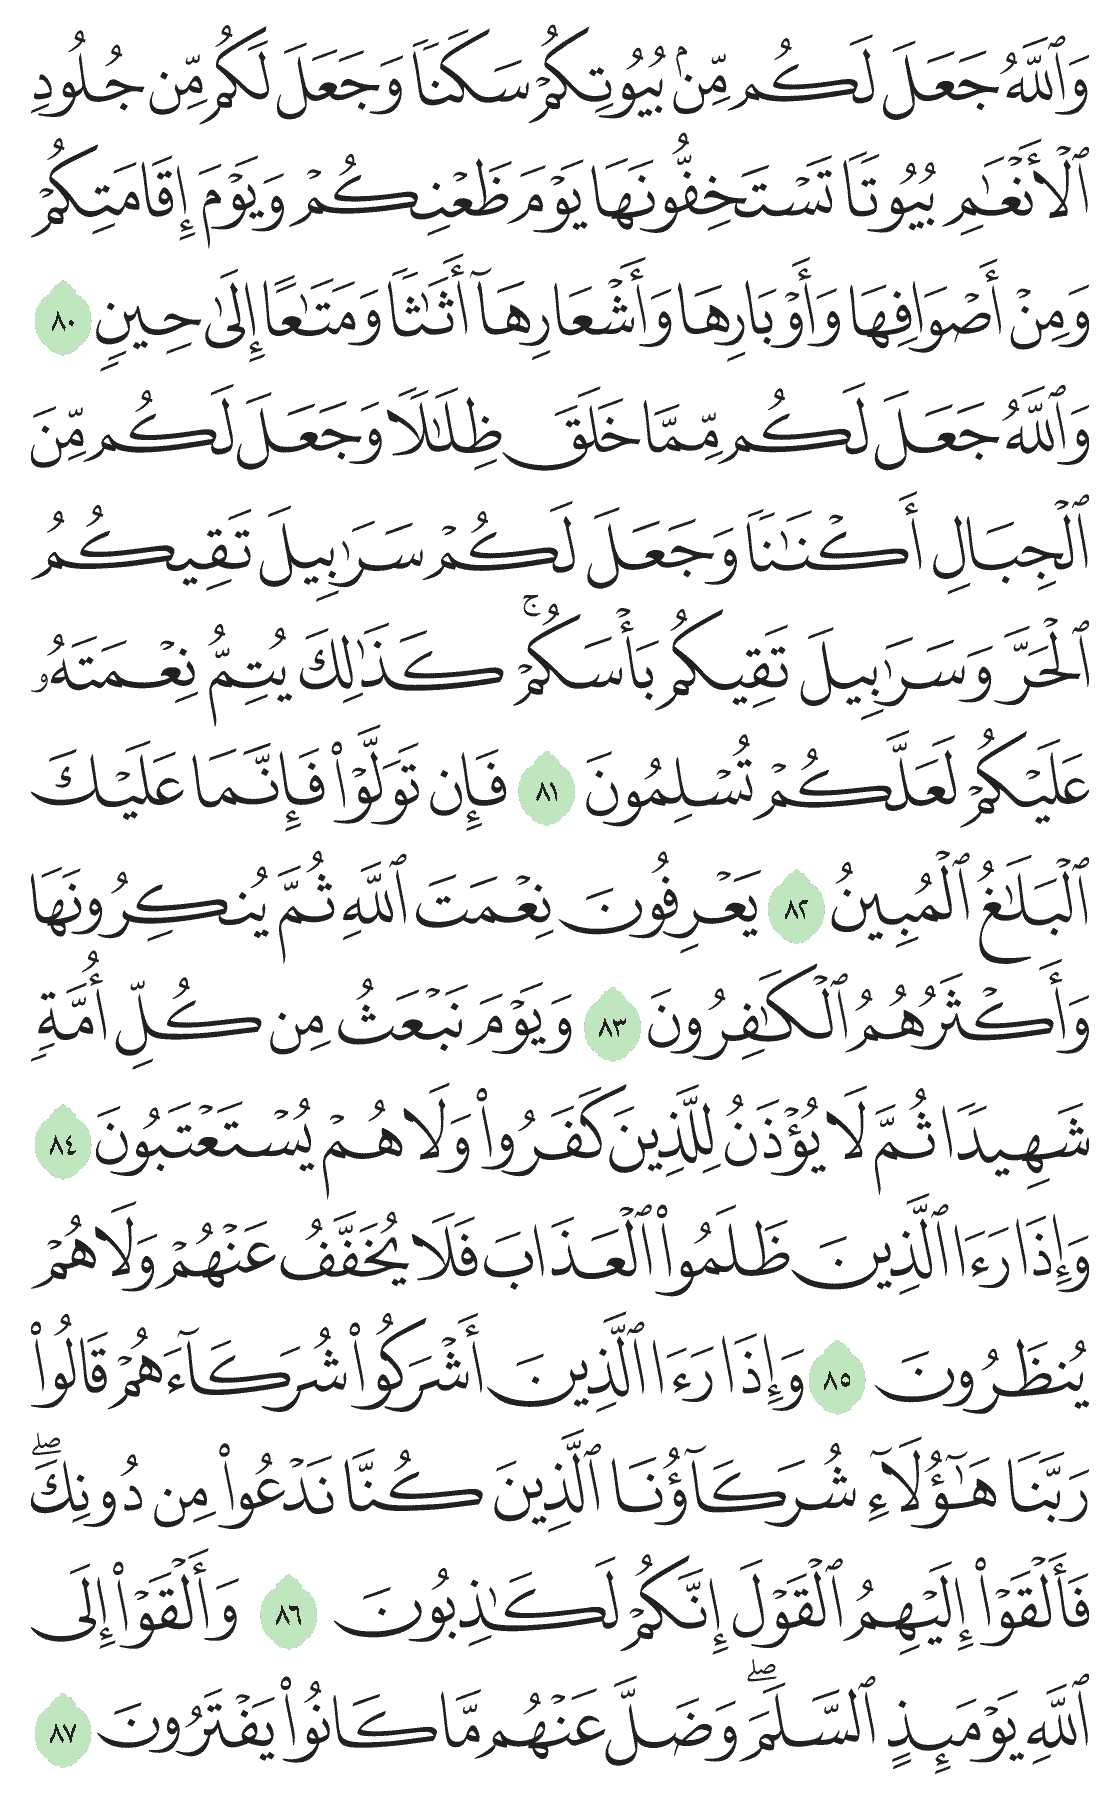 وَٱللَّهُ جَعَلَ لَكُم مِّنۢ بُيُوتِكُمْ سَكَنًا وَجَعَلَ لَكُم مِّن جُلُودِ
ٱلْأَنْعَٰمِ بُيُوتًا تَسْتَخِفُّونَهَا يَوْمَ ظَعْنِكُمْ وَيَوْمَ إِقَامَتِكُمْ
وَمِنْ أَصْوَافِهَا وَأَوْبَارِهَا وَأَشْعَارِهَآ أَثَٰثًا وَمَتَٰعًا إِلَىٰ حِينٍ ٨٠
وَٱللَّهُ جَعَلَ لَكُم مِّمَّا خَلَقَ ظِلَٰلًا وَجَعَلَ لَكُم مِّنَ
ٱلْجِبَالِ أَكْنَٰنًا وَجَعَلَ لَكُمْ سَرَٰبِيلَ تَقِيكُمُ
ٱلْحَرَّ وَسَرَٰبِيلَ تَقِيكُم بَأْسَكُمْ ۚ كَذَٰلِكَ يُتِمُّ نِعْمَتَهُۥ
عَلَيْكُمْ لَعَلَّكُمْ تُسْلِمُونَ ٨١ فَإِن تَوَلَّوْا۟ فَإِنَّمَا عَلَيْكَ
ٱلْبَلَٰغُ ٱلْمُبِينُ ٨٢ يَعْرِفُونَ نِعْمَتَ ٱللَّهِ ثُمَّ يُنكِرُونَهَا
وَأَكْثَرُهُمُ ٱلْكَٰفِرُونَ ٨٣ وَيَوْمَ نَبْعَثُ مِن كُلِّ أُمَّةٍ
شَهِيدًا ثُمَّ لَا يُؤْذَنُ لِلَّذِينَ كَفَرُوا۟ وَلَا هُمْ يُسْتَعْتَبُونَ ٨٤
وَإِذَا رَءَا ٱلَّذِينَ ظَلَمُوا۟ ٱلْعَذَابَ فَلَا يُخَفَّفُ عَنْهُمْ وَلَا هُمْ
يُنظَرُونَ ٨٥ وَإِذَا رَءَا ٱلَّذِينَ أَشْرَكُوا۟ شُرَكَآءَهُمْ قَالُوا۟
رَبَّنَا هَٰٓؤُلَآءِ شُرَكَآؤُنَا ٱلَّذِينَ كُنَّا نَدْعُوا۟ مِن دُونِكَ ۖ
فَأَلْقَوْا۟ إِلَيْهِمُ ٱلْقَوْلَ إِنَّكُمْ لَكَٰذِبُونَ ٨٦ وَأَلْقَوْا۟ إِلَى
ٱللَّهِ يَوْمَئِذٍ ٱلسَّلَمَ ۖ وَضَلَّ عَنْهُم مَّا كَانُوا۟ يَفْتَرُونَ ٨٧